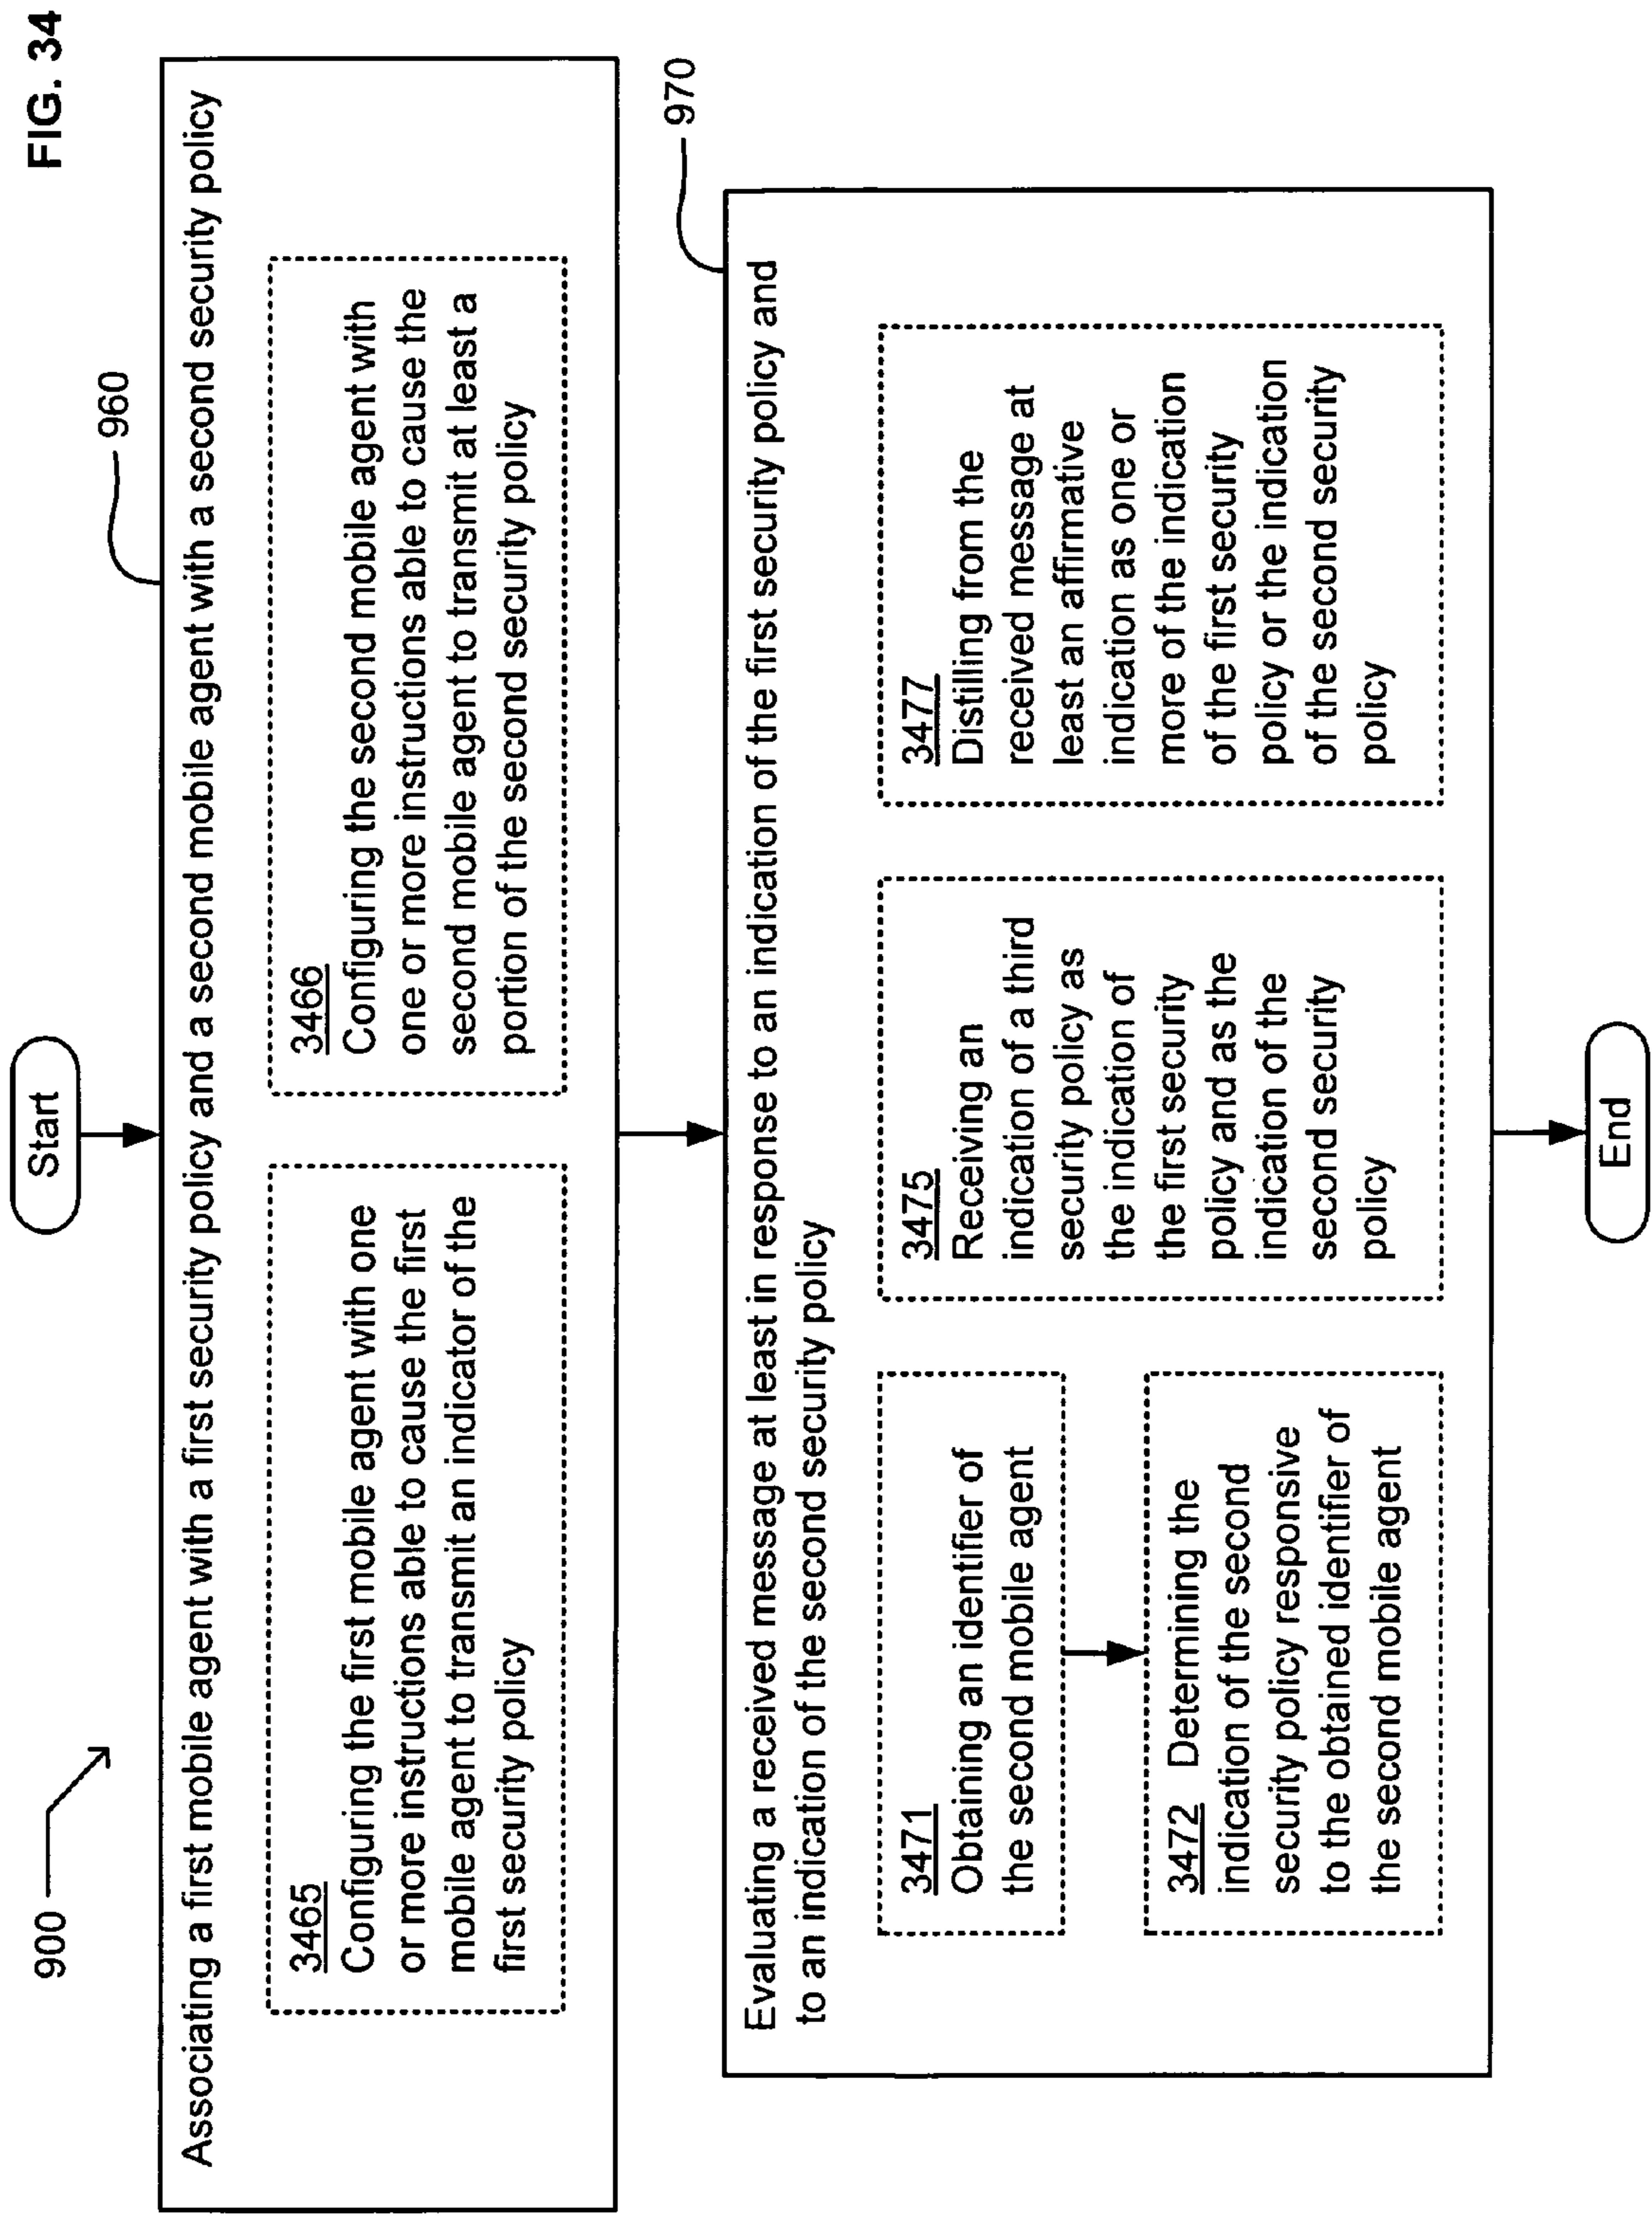 FIG. 34
900
Start
960
Associating a first mobile agent with a first security policy and a second mobile agent with a second security policy
3465
Configuring the first mobile agent with one
or more instructions able to cause the first
mobile agent to transmit an indicator of the
first security policy
3466
Configuring the second mobile agent with
one or more instructions able to cause the
second mobile agent to transmit at least a
portion of the second security policy
970
Evaluating a received message at least in response to an indication of the first security policy and
to an indication of the second security policy
3471
Obtaining an identifier of
the second mobile agent
3472 Determining the
indication of the second
security policy responsive
to the obtained identifier of
the second mobile agent
3475
Receiving an
indication of a third
security policy as
the indication of
the first security
policy and as the
indication of the
second security
policy
3477
Distilling from the
received message at
least an affirmative
indication as one or
more of the indication
of the first security
policy or the indication
of the second security
policy
End